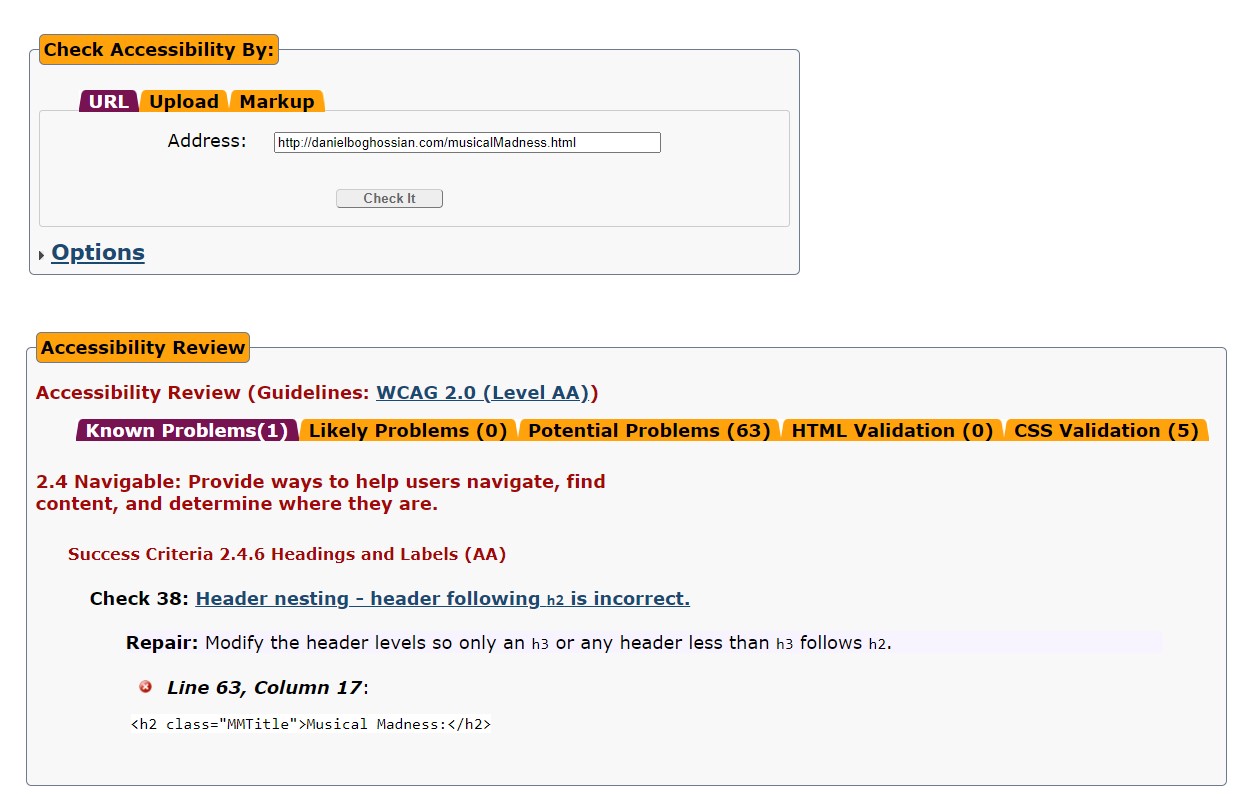 Check Accessibility By:
URL Upload Markup
Address: http://danielboghossian.com/musicalMadness.html
Check It
Options
Accessibility Review
Accessibility Review (Guidelines: WCAG 2.0 (Level AA))
Known Problems(1) Likely Problems (0) Potential Problems (63) HTML Validation (0) CSS Validation (5)
2.4 Navigable: Provide ways to help users navigate, find
content, and determine where they are.
Success Criteria 2.4.6 Headings and Labels (AA)
Check 38: Header nesting - header following h2 is incorrect.
Repair: Modify the header levels so only an h3 or any header less than h3 follows h2.
Line 63, Column 17:
<h2 class="MMTitle">Musical Madness:</h2>